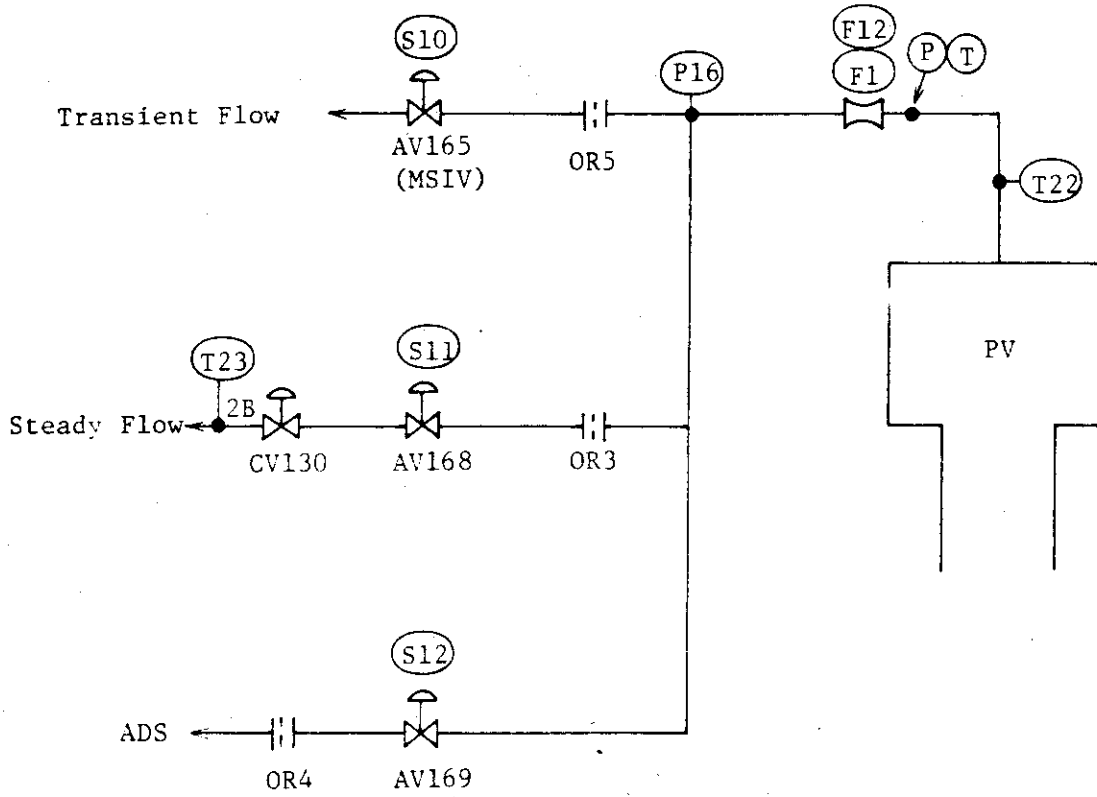 S10
F12
P
T
P16
F1
Transient Flow
AV165
(MSIV)
OR5
T22
PV
T23
S11
2B
Steady Flow
CV130
AV168
OR3
S12
ADS
OR4
AV169